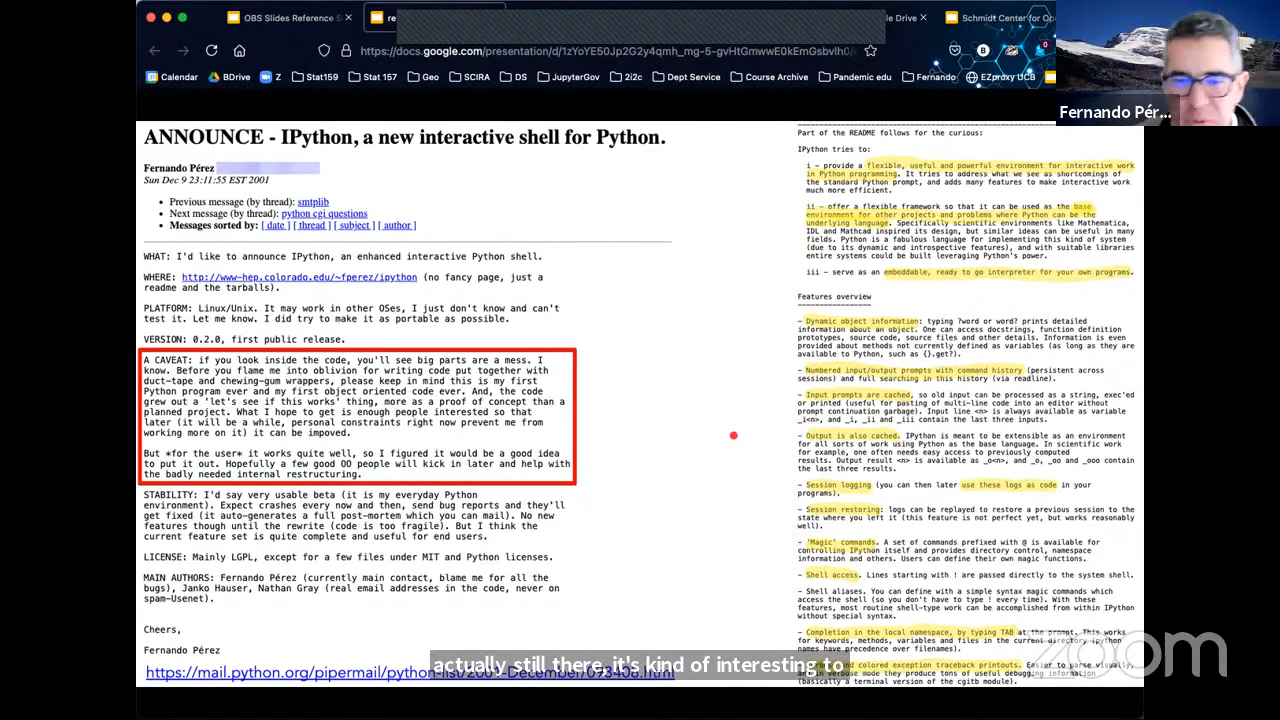 OBS Slides Reference S
re
le Drive
Schmidt Center for Op
https://docs.google.com/presentation/d/1zYoYE50Jp2G2y4qmh_mg-5-gvHtGmwwE0kEmGsbvlh0/
Calendar BDrive Z Stat159 Stat 157 Geo SCIRA DS JupyterGov 2i2c Dept Service Course Archive Pandemic edu Fernando EZproxy UCB
Fernando Pér...
ANNOUNCE - IPython, a new interactive shell for Python.
Fernando Pérez
Sun Dec 9 23:11:55 EST 2001
• Previous message (by thread): smtplib
• Next message (by thread): python cgi questions
• Messages sorted by: [ date ] [ thread ] [ subject ] [ author ]
WHAT: I'd like to announce IPython, an enhanced interactive Python shell.
WHERE: http://www-hep.colorado.edu/~fperez/ipython (no fancy page, just a
readme and the tarballs).
PLATFORM: Linux/Unix. It may work in other OSes, I just don't know and can't
test it. Let me know. I did try to make it as portable as possible.
VERSION: 0.2.0, first public release.
A CAVEAT: if you look inside the code, you'll see big parts are a mess. I
know. Before you flame me into oblivion for writing code put together with
duct-tape and chewing-gum wrappers, please keep in mind this is my first
Python program ever and my first object oriented code ever. And, the code
grew out a 'let's see if this works' thing, more as a proof of concept than a
planned project. What I hope to get is enough people interested so that
later (it will be a while, personal constraints right now prevent me from
working more on it) it can be impoved.
But *for the user* it works quite well, so I figured it would be a good idea
to put it out. Hopefully a few good OO people will kick in later and help with
the badly needed internal restructuring.
STABILITY: I'd say very usable beta (it is my everyday Python
environment). Expect crashes every now and then, send bug reports and they'll
get fixed (it auto-generates a full post-mortem which you can mail). No new
features though until the rewrite (code is too fragile). But I think the
current feature set is quite complete and useful for end users.
LICENSE: Mainly LGPL, except for a few files under MIT and Python licenses.
MAIN AUTHORS: Fernando Pérez (currently main contact, blame me for all the
bugs), Janko Hauser, Nathan Gray (real email addresses in the code, never on
spam-Usenet).
Cheers,
Fernando Pérez
https://mail.python.org/pipermail/python-list/2001-December/093408.html
Part of the README follows for the curious:
IPython tries to:
i - provide a flexible, useful and powerful environment for interactive work
in Python programming. It tries to address what we see as shortcomings of
the standard Python prompt, and adds many features to make interactive work
much more efficient.
ii - offer a flexible framework so that it can be used as the base
environment for other projects and problems where Python can be the
underlying language. Specifically scientific environments like Mathematica,
IDL and Mathcad inspired its design, but similar ideas can be useful in many
fields. Python is a fabulous language for implementing this kind of system
(due to its dynamic and introspective features), and with suitable libraries
entire systems could be built leveraging Python's power.
iii - serve as an embeddable, ready to go interpreter for your own programs.
Features overview
- Dynamic object information: typing ?word or word? prints detailed
information about an object. One can access docstrings, function definition
prototypes, source code, source files and other details. Information is even
provided about methods not currently defined as variables (as long as they are
available to Python, such as {}.get?).
- Numbered input/output prompts with command history (persistent across
sessions) and full searching in this history (via readline).
- Input prompts are cached, so old input can be processed as a string, exec'ed
or printed (useful for pasting of multi-line code into an editor without
prompt continuation garbage). Input line <n> is always available as variable
_i<n>, and _i, _ii and _iii contain the last three inputs.
- Output is also cached. IPython is meant to be extensible as an environment
for all sorts of work using Python as the base language. In scientific work
for example, one often needs easy access to previously computed
results. Output result <n> is available as _o<n>, and _o, _oo and _ooo contain
the last three results.
- Session logging (you can then later use these logs as code in your
programs).
- Session restoring: logs can be replayed to restore a previous session to the
state where you left it (this feature is not perfect yet, but works reasonably
well).
- 'Magic' commands. A set of commands prefixed with @ is available for
controlling IPython itself and provides directory control, namespace
information and others. Users can define their own magic functions.
- Shell access. Lines starting with ! are passed directly to the system shell.
- Shell aliases. You can define with a simple syntax magic commands which
access the shell (so you don't have to type ! every time). With these
features, most routine shell-type work can be accomplished from within IPython
without special syntax.
- Completion in the local namespace, by typing TAB at the prompt. This works
for keywords, methods, variables and files in the current directory (python
names have precedence over filenames).
colored exception traceback printouts. Easier to parse visually,
in verbose mode they produce tons of useful debugging information
(basically a terminal version of the cgitb module).
actually still there, it's kind of interesting to
zoom